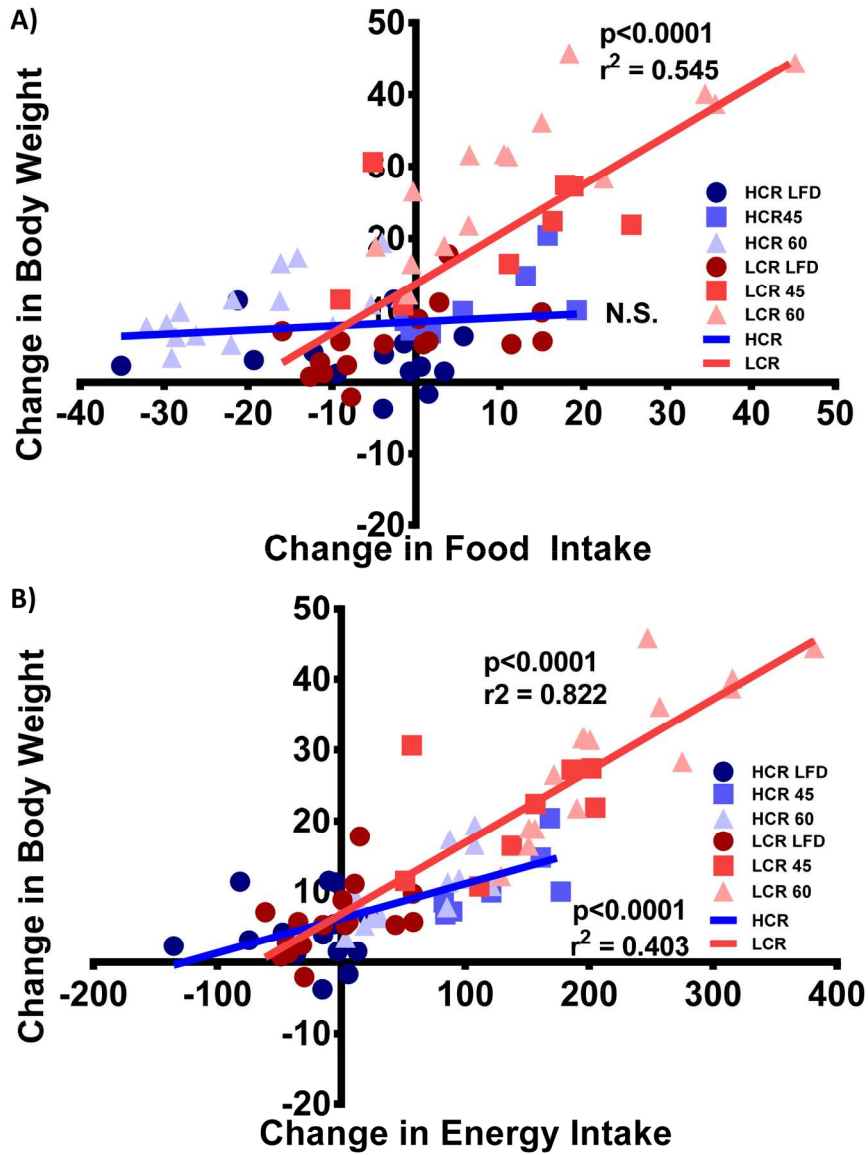 A)
Change in Body Weight
50
40
30
20
-10
-20
-40
-30
-20
-10
0
10
20
30
40
50
p<0.0001
r² = 0.545
N.S.
HCR LFD
HCR45
HCR 60
LCR LFD
LCR 45
LCR 60
HCR
LCR
Change in Food Intake
B)
Change in Body Weight
50
40
30
20
10
-10
-20
-200
-100
0
100
200
300
400
p<0.0001
r2 = 0.822
p<0.0001
r² = 0.403
HCR LFD
HCR 45
HCR 60
LCR LFD
LCR 45
LCR 60
HCR
LCR
Change in Energy Intake